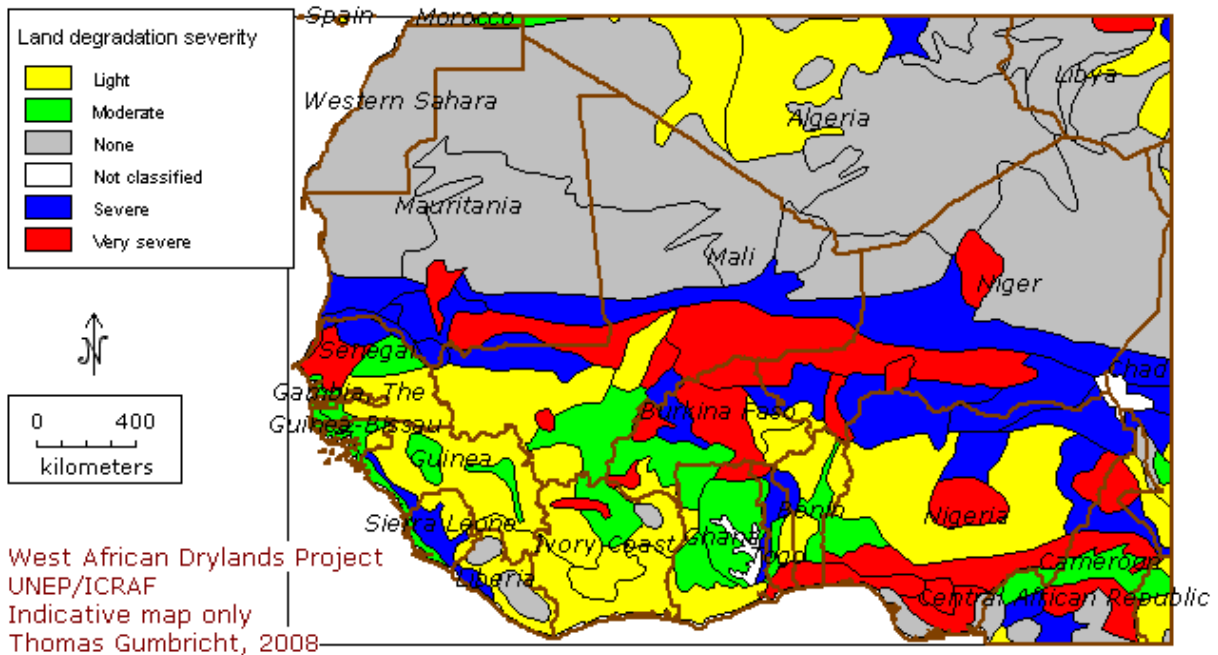 Spain
Morocco
Land degradation severity
Light
Moderate
None
Not classified
Severe
Very severe
Western Sahara
Algeria
Libya
Mauritania
Mali
Niger
N
0 400
kilometers
Senegal
Chad
Gambia, The
Burkina Faso
Guinea-Bissau
Guinea
Sierra Leone
Ivory Coast
Ghana
Togo
Benin
Nigeria
Liberia
Cameroon
Central African Republic
West African Drylands Project
UNEP/ICRAF
Indicative map only
Thomas Gumbricht, 2008